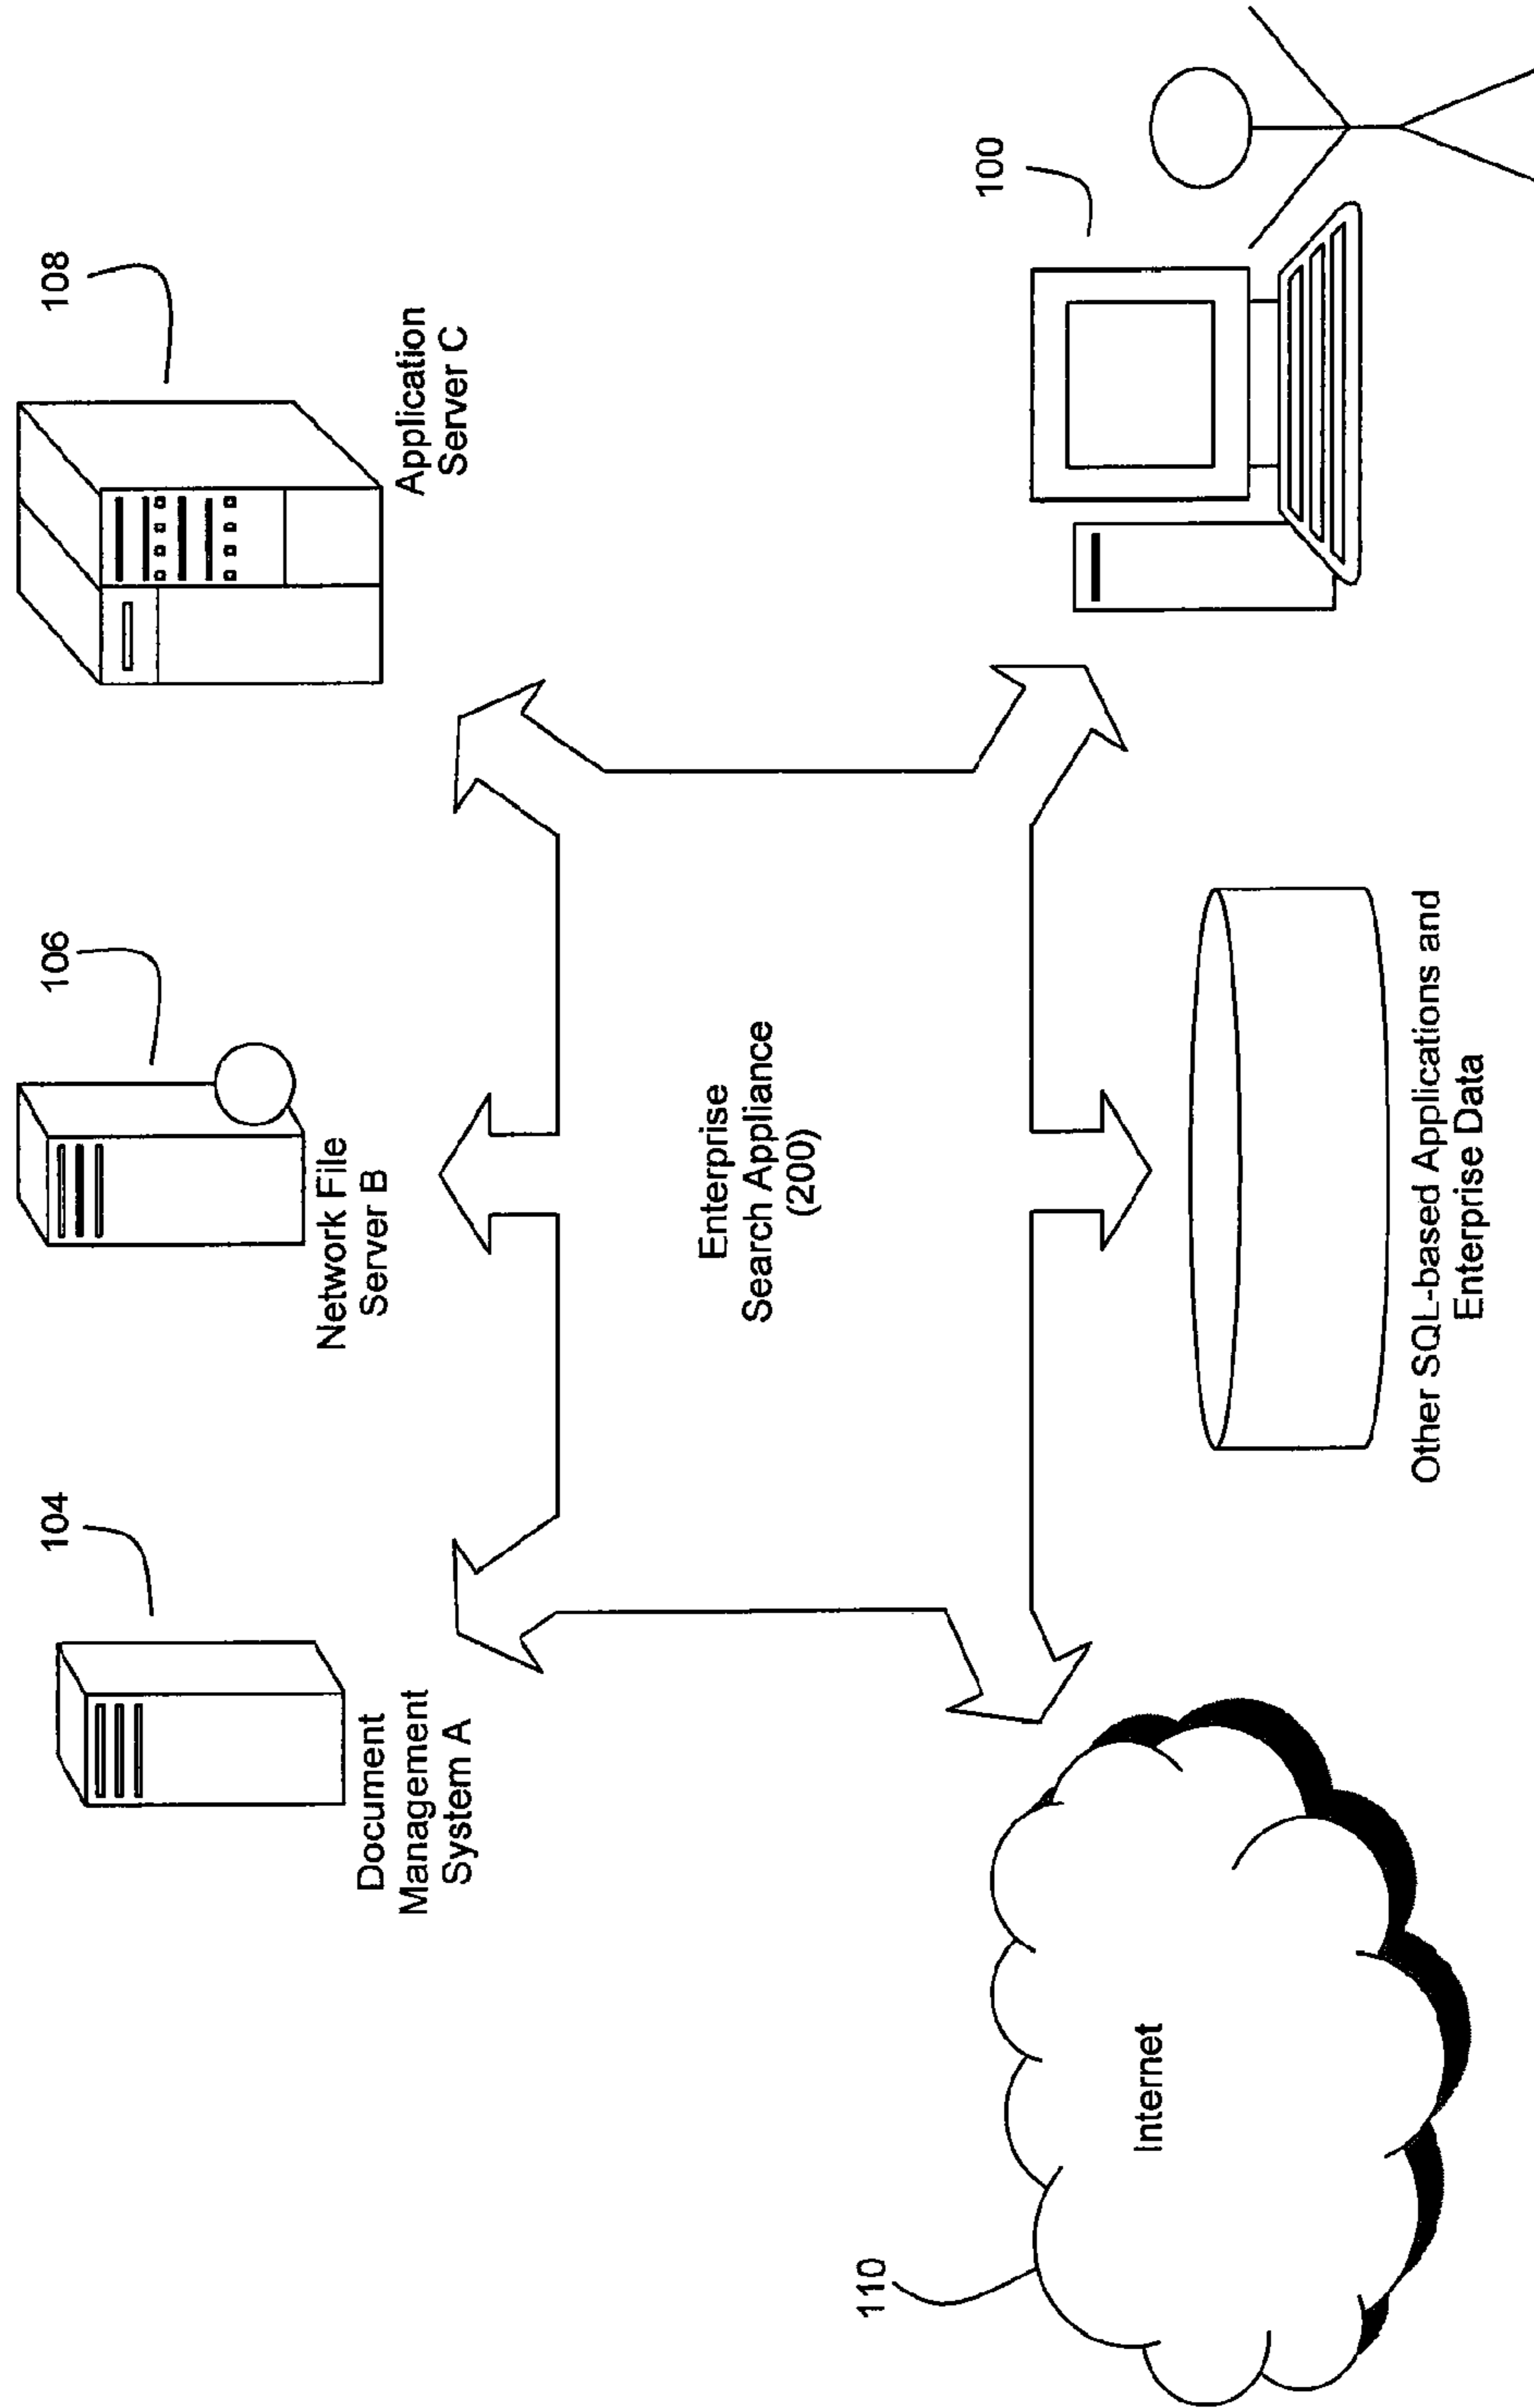 104
Document
Management
System A
106
Network File
Server B
108
Application
Server C
Enterprise
Search Appliance
(200)
110
Internet
Other SQL-based Applications and
Enterprise Data
100